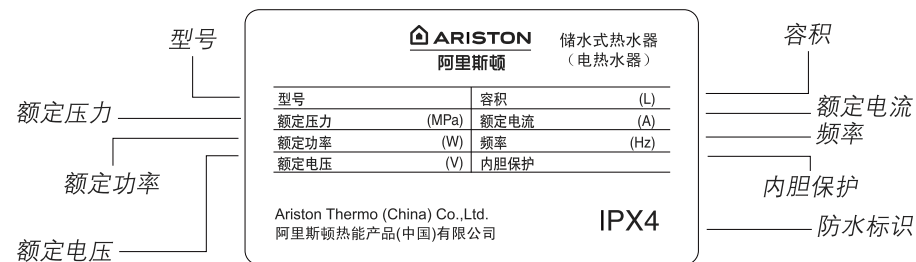 型号
额定压力
额定功率
额定电压
ARISTON
阿里斯顿
储水式热水器
（电热水器）
型号 容积 (L)
额定压力 (MPa) 额定电流 (A)
额定功率 (W) 频率 (Hz)
额定电压 (V) 内胆保护
Ariston Thermo (China) Co.,Ltd.
阿里斯顿热能产品(中国)有限公司
IPX4
容积
额定电流
频率
内胆保护
防水标识